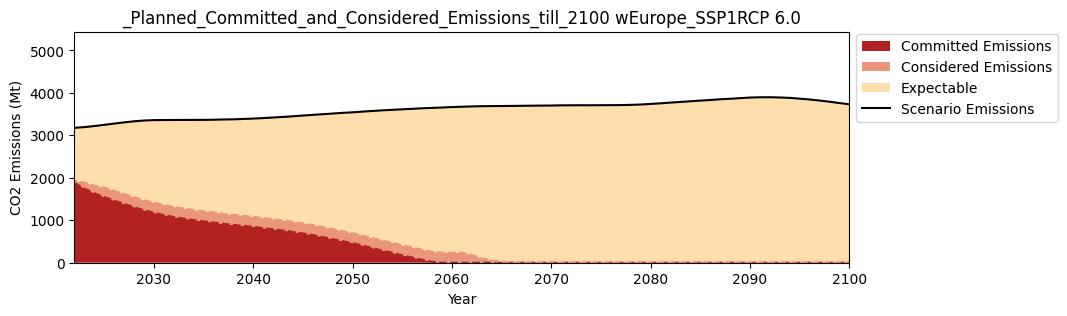 _Planned_Committed_and_Considered_Emissions_till_2100 wEurope_SSP1RCP 6.0
5000
4000
3000
2000
1000
0
CO2 Emissions (Mt)
2030 2040 2050 2060 2070 2080 2090 2100
Year
Committed Emissions
Considered Emissions
Expectable
Scenario Emissions